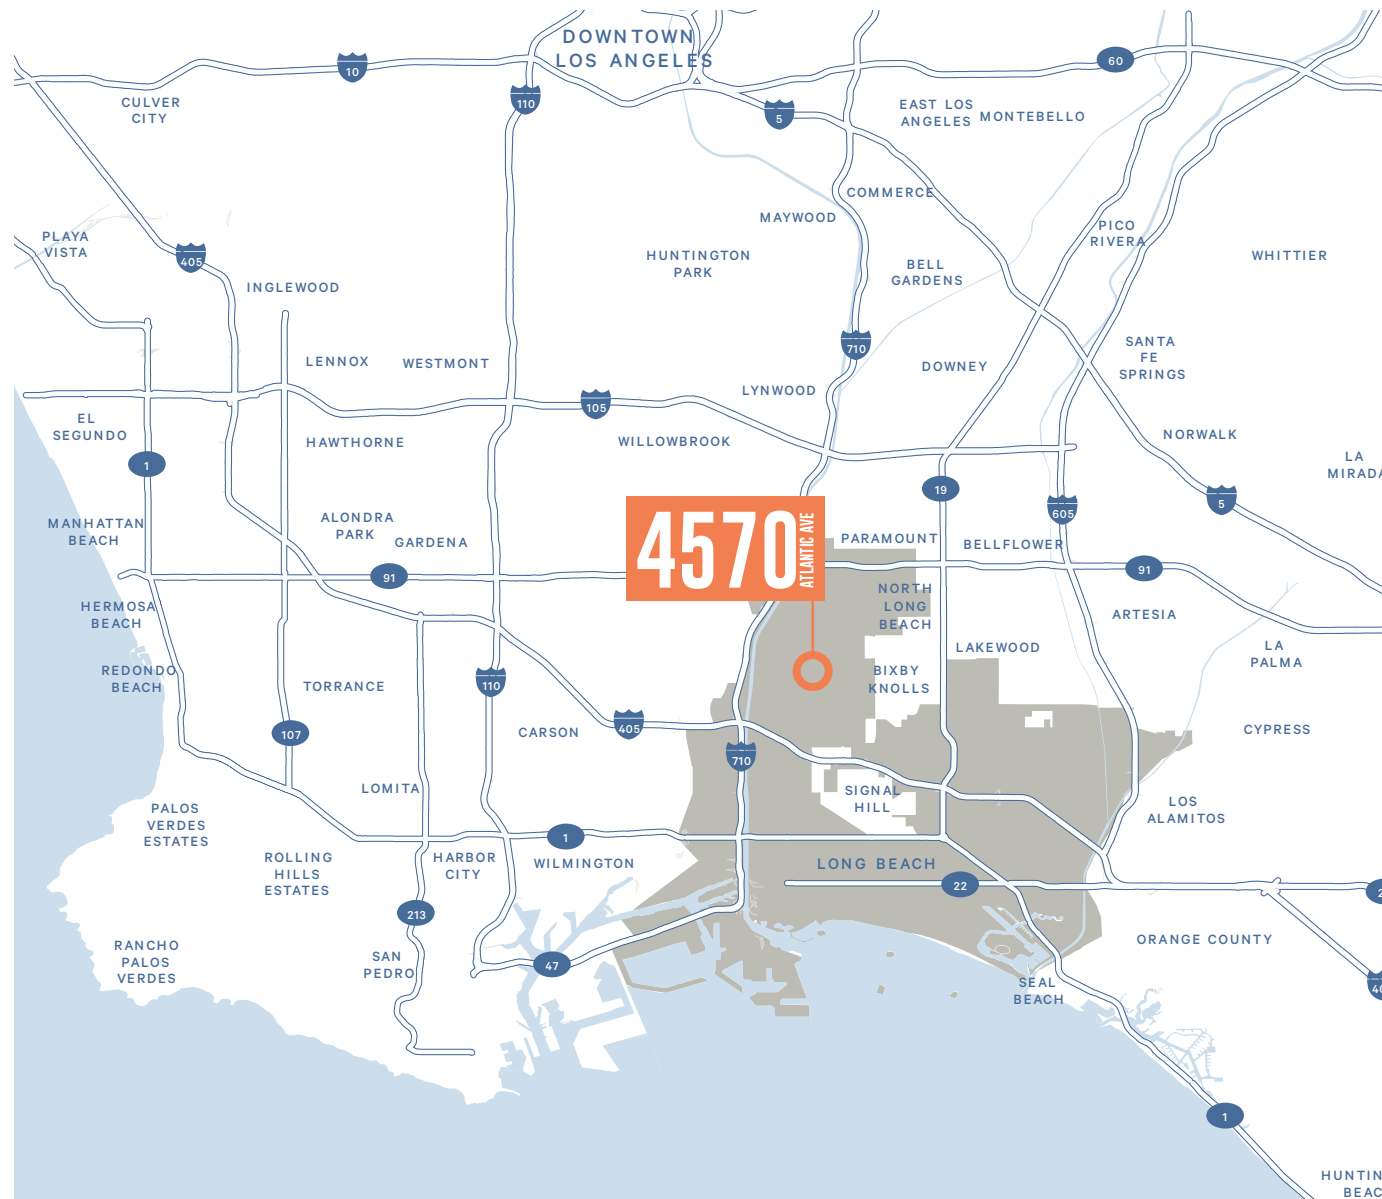 DOWNTOWN
LOS ANGELES
10
60
110
5
CULVER
CITY
EAST LOS
ANGELES
MONTEBELLO
COMMERCE
MAYWOOD
PICO
RIVERA
PLAYA
VISTA
405
HUNTINGTON
PARK
BELL
GARDENS
WHITTIER
INGLEWOOD
710
SANTA
FE
SPRINGS
LENNOX
WESTMONT
DOWNEY
LYNWOOD
105
EL
SEGUNDO
HAWTHORNE
WILLOWBROOK
NORWALK
1
LA
MIRADA
19
5
605
4570
ATLANTIC AVE
MANHATTAN
BEACH
ALONDRA
PARK
GARDENA
PARAMOUNT
BELLFLOWER
91
91
HERMOSA
BEACH
NORTH
LONG
BEACH
ARTESIA
LAKEWOOD
LA
PALMA
REDONDO
BEACH
TORRANCE
110
BIXBY
KNOLLS
107
CARSON
405
CYPRESS
710
LOMITA
SIGNAL
HILL
PALOS
VERDES
ESTATES
LOS
ALAMITOS
1
ROLLING
HILLS
ESTATES
HARBOR
CITY
WILMINGTON
LONG BEACH
22
213
RANCHO
PALOS
VERDES
SAN
PEDRO
47
ORANGE COUNTY
SEAL
BEACH
1